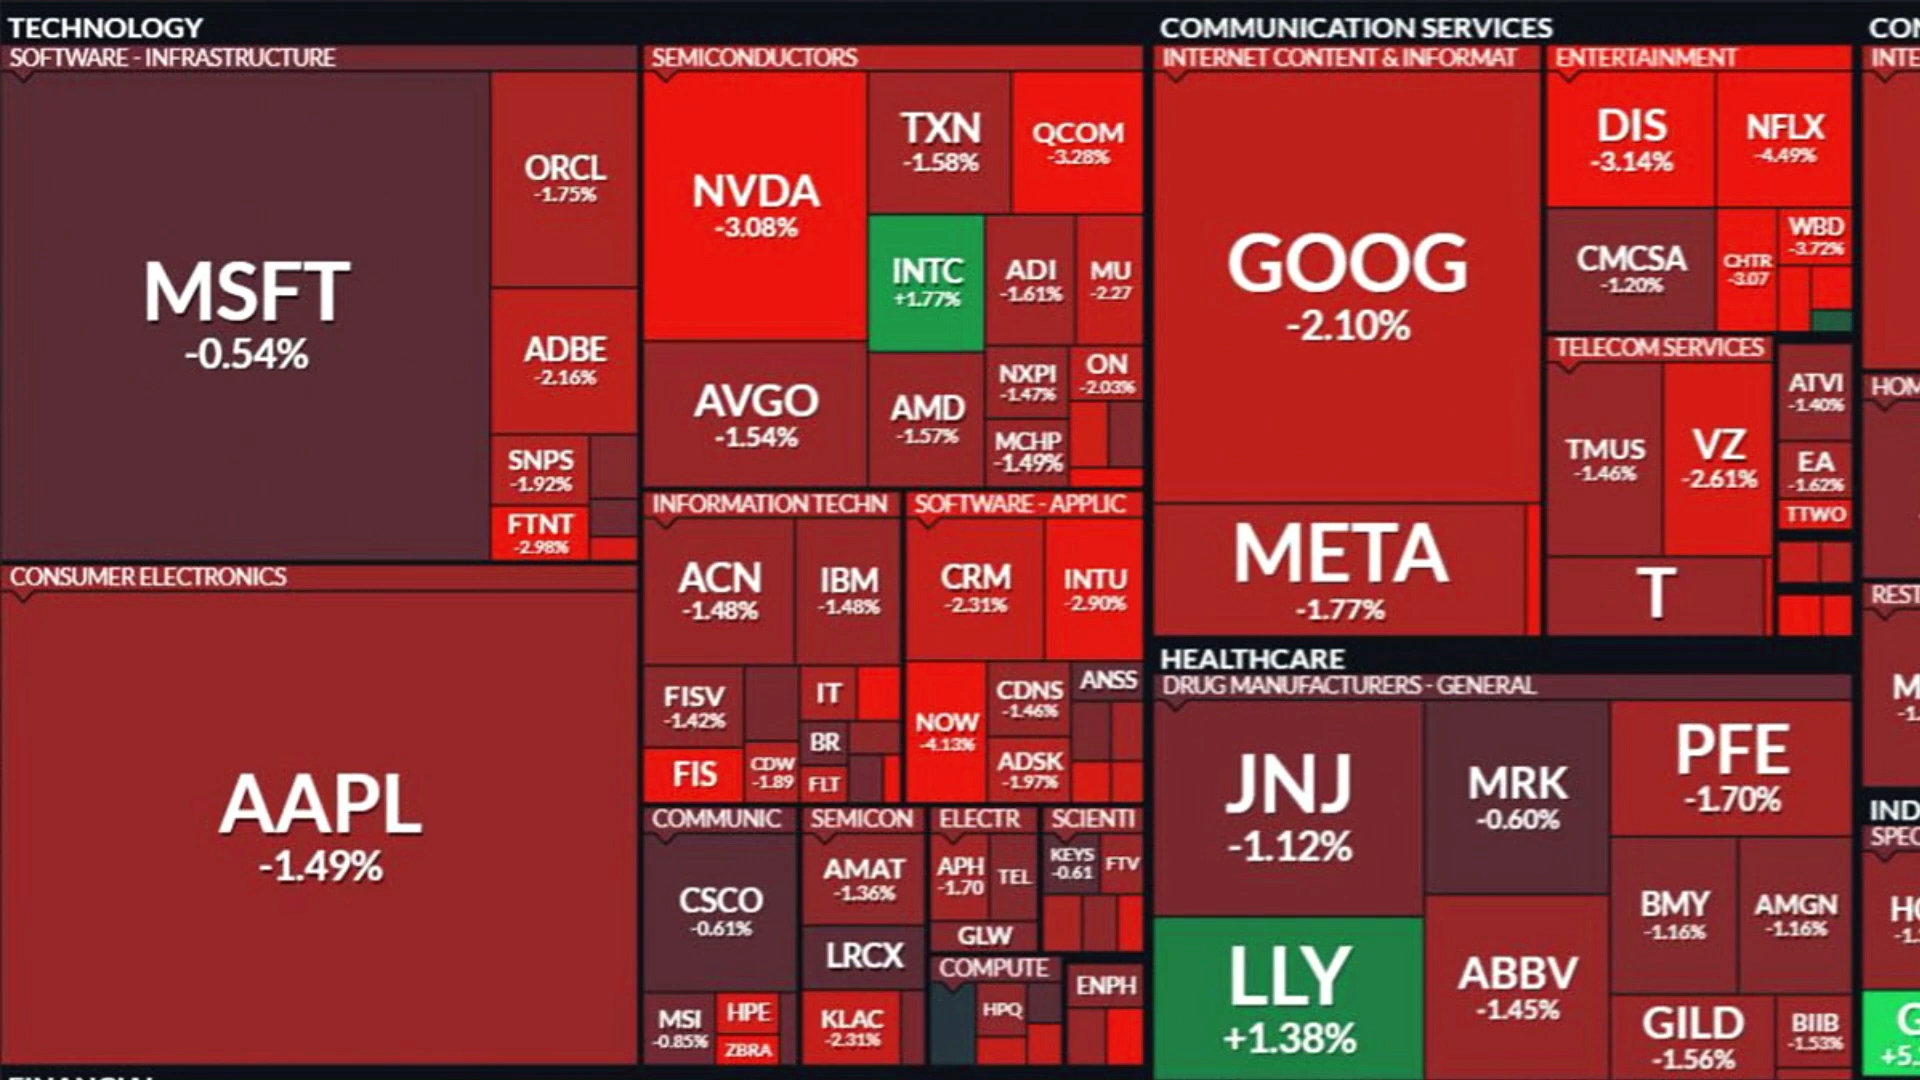 TECHNOLOGY
SOFTWARE - INFRASTRUCTURE
MSFT
-0.54%
ORCL
-1.75%
ADBE
-2.16%
SNPS
-1.92%
FTNT
-2.98%
CONSUMER ELECTRONICS
AAPL
-1.49%
SEMICONDUCTORS
NVDA
-3.08%
TXN
-1.58%
QCOM
-3.28%
INTC
+1.77%
ADI
-1.61%
MU
-2.27
AVGO
-1.54%
AMD
-1.57%
NXPI
-1.47%
ON
-2.03%
MCHP
-1.49%
INFORMATION TECHN
ACN
-1.48%
IBM
-1.48%
FISV
-1.42%
IT
BR
FIS
CDW
-1.89
FLT
SOFTWARE - APPLIC
CRM
-2.31%
INTU
-2.90%
NOW
-4.13%
CDNS
-1.46%
ANSS
ADSK
-1.97%
COMMUNIC
CSCO
-0.61%
MSI
-0.85%
HPE
ZBRA
SEMICON
AMAT
-1.36%
LRCX
KLAC
-2.31%
ELECTR
APH
-1.70
TEL
GLW
SCIENTI
KEYS
-0.61
FTV
COMPUTE
HPQ
ENPH
COMMUNICATION SERVICES
INTERNET CONTENT & INFORMAT
GOOG
-2.10%
META
-1.77%
ENTERTAINMENT
DIS
-3.14%
NFLX
-4.49%
CMCSA
-1.20%
CHTR
-3.07
WBD
-3.72%
TELECOM SERVICES
TMUS
-1.46%
VZ
-2.61%
T
ATVI
-1.40%
EA
-1.62%
TTWO
HEALTHCARE
DRUG MANUFACTURERS - GENERAL
JNJ
-1.12%
MRK
-0.60%
PFE
-1.70%
LLY
+1.38%
ABBV
-1.45%
BMY
-1.16%
AMGN
-1.16%
GILD
-1.56%
BIIB
-1.53%
CON
INTE
HOM
REST
M
-1.
IND
SPEC
HO
-1.
G
+5.